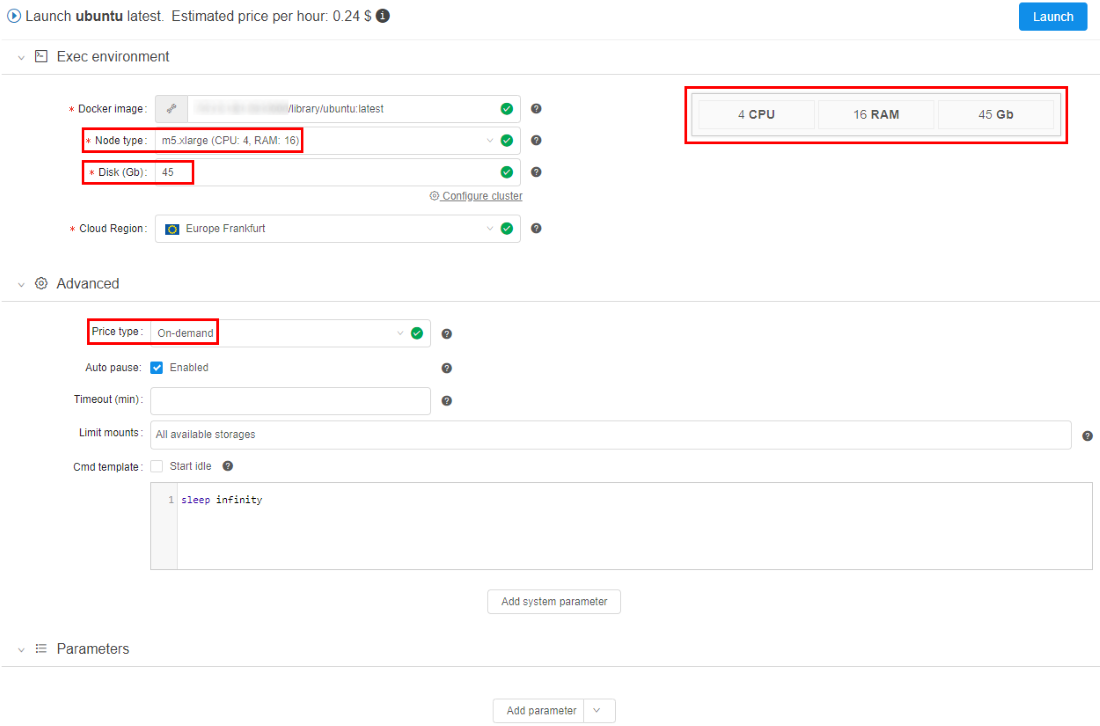 Launch ubuntu latest. Estimated price per hour: 0.24 $
Launch
Exec environment
* Docker image: /library/ubuntu:latest
4 CPU 16 RAM 45 Gb
* Node type: m5.xlarge (CPU: 4, RAM: 16)
* Disk (Gb): 45
Configure cluster
* Cloud Region: Europe Frankfurt
Advanced
Price type: On-demand
Auto pause: Enabled
Timeout (min):
Limit mounts: All available storages
Cmd template: Start idle
1 sleep infinity
Add system parameter
Parameters
Add parameter